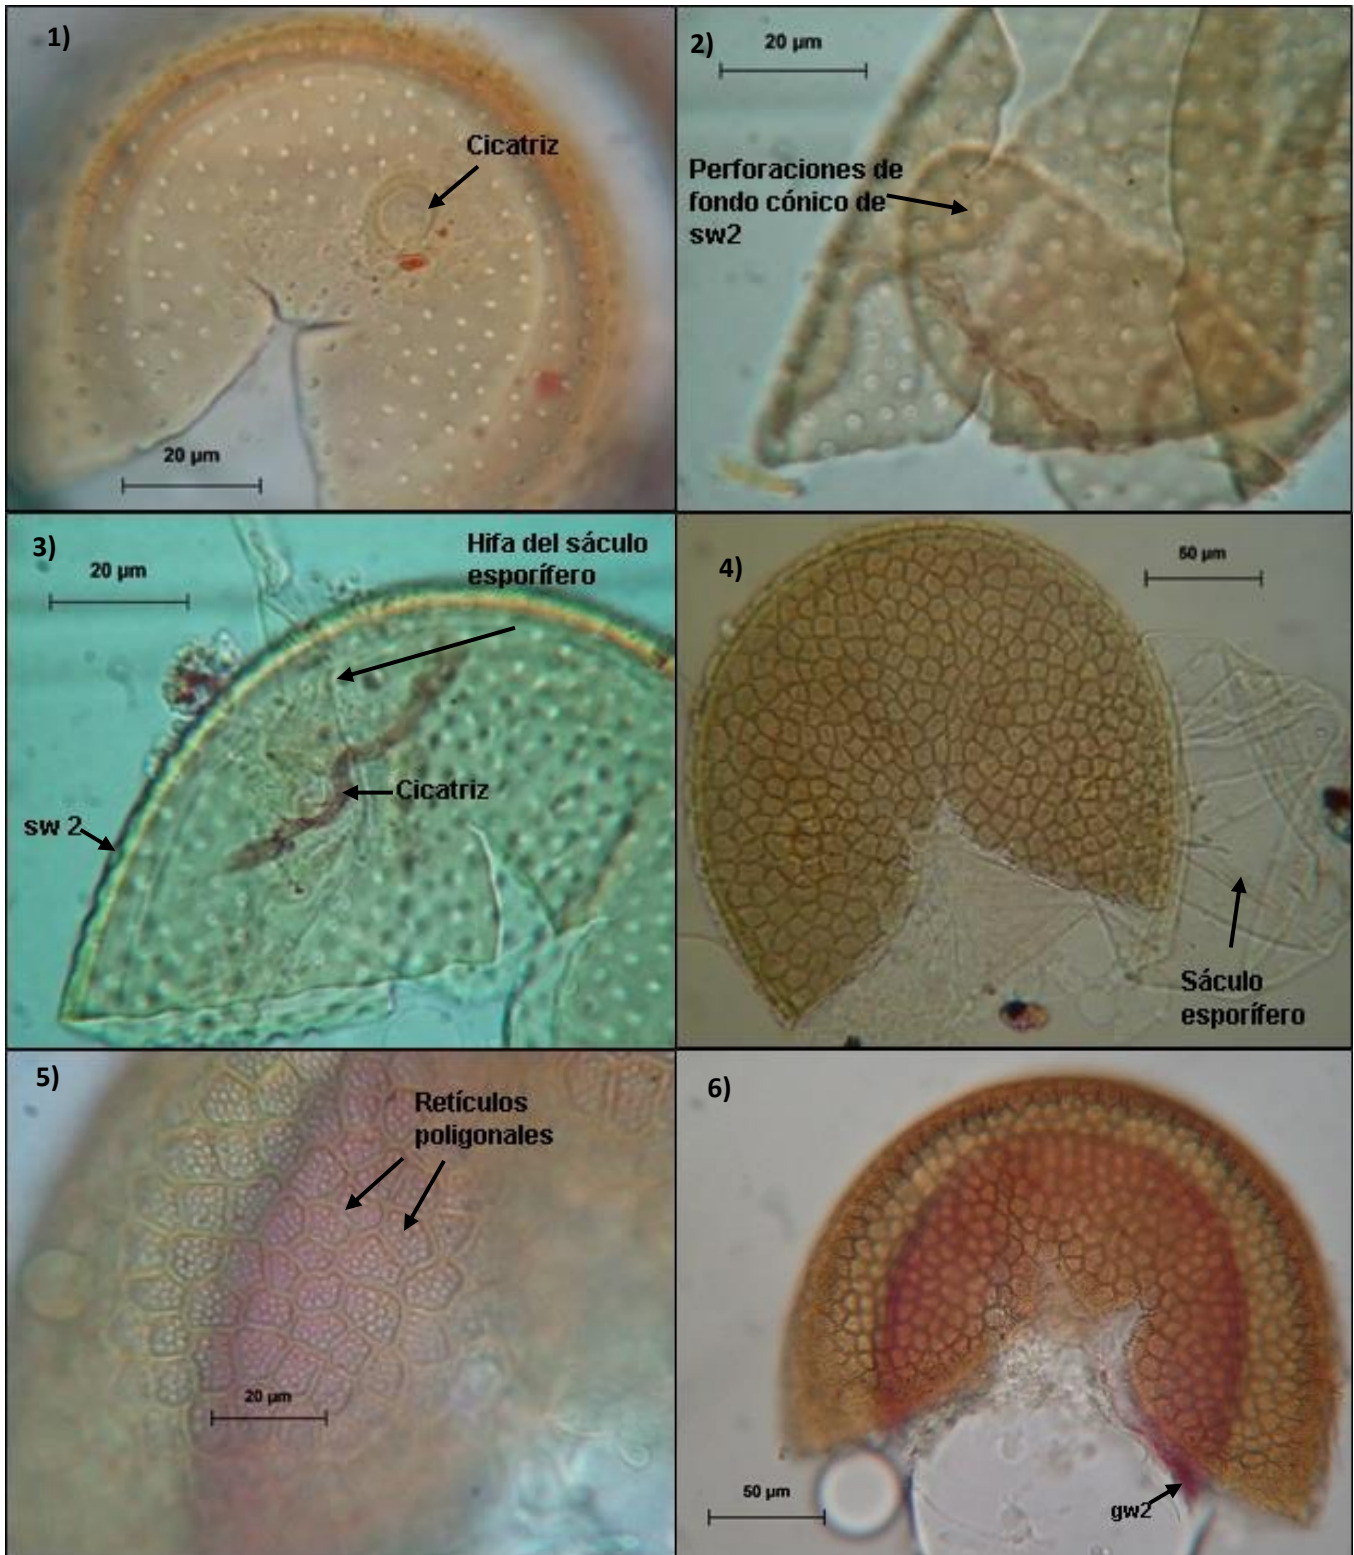 1)
Cicatriz
20 µm
2)
20 µm
Perforaciones de
fondo cónico de
sw2
3)
20 µm
Hifa del sáculo
esporífero
Cicatriz
sw 2
4)
50 µm
Sáculo
esporífero
5)
Retículos
poligonales
20 µm
6)
50 µm
gw2